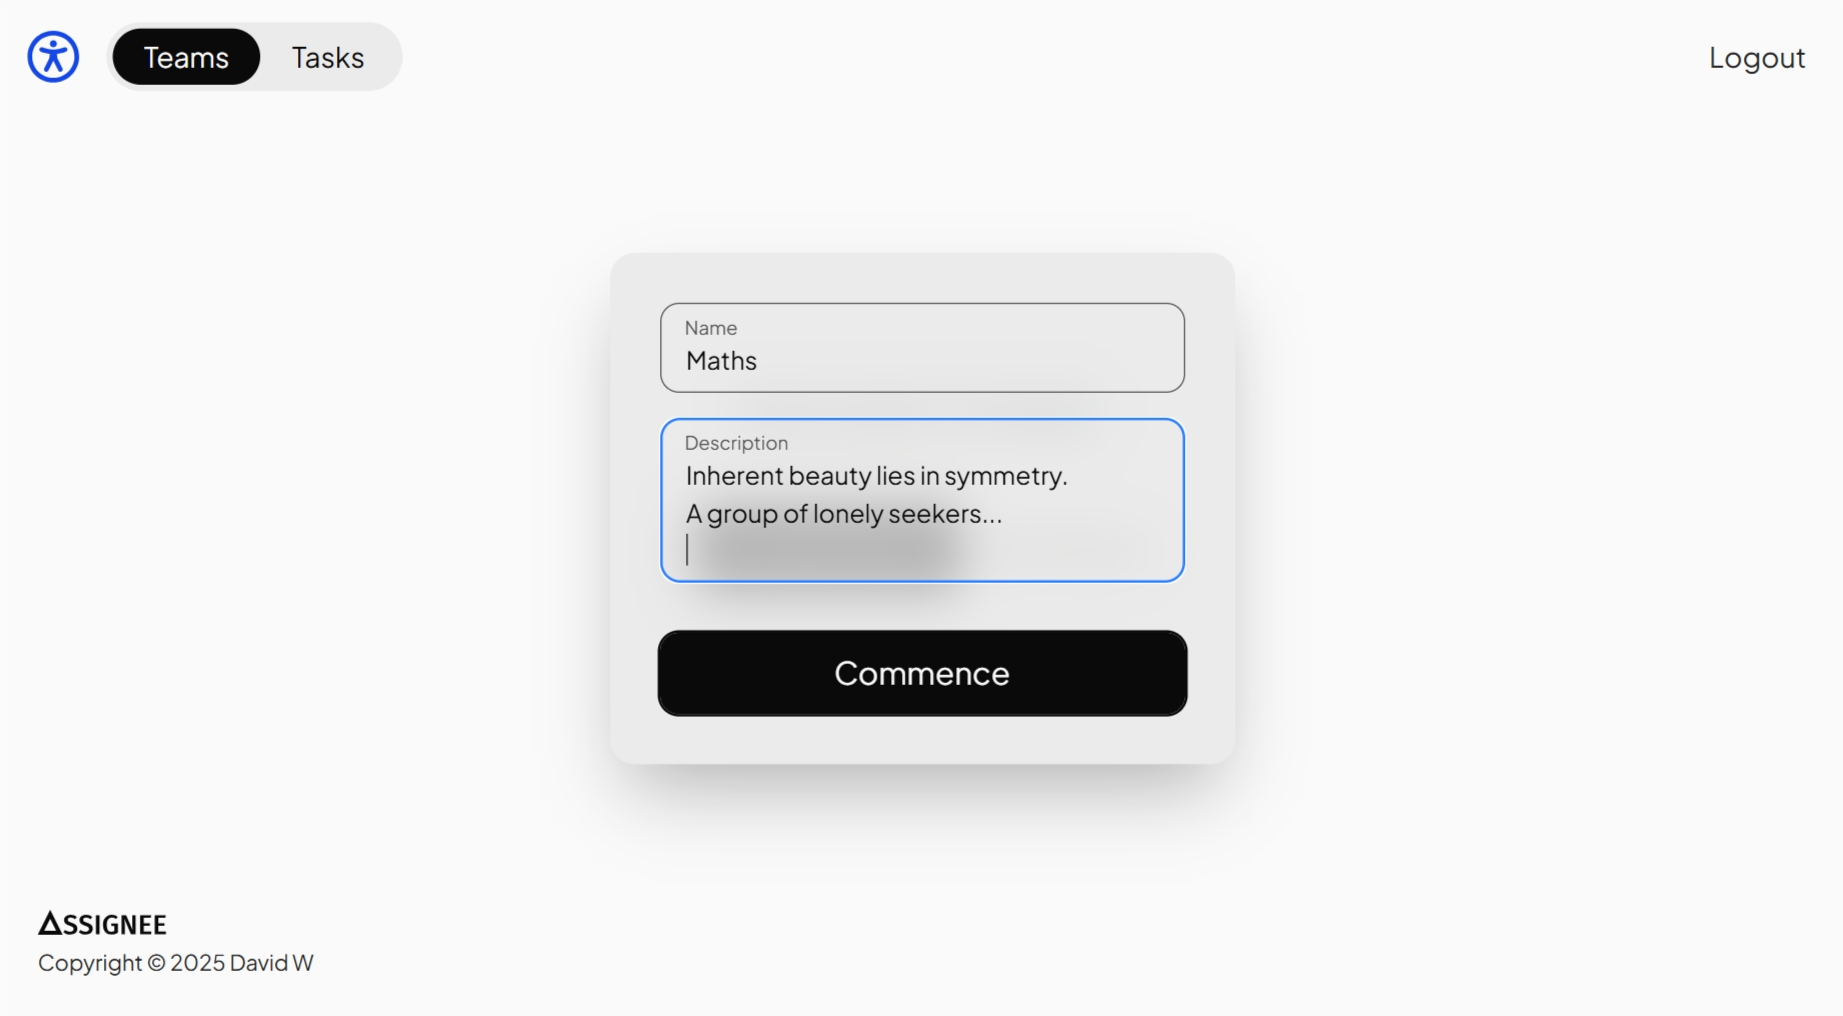 Teams Tasks Logout
Name
Maths
Description
Inherent beauty lies in symmetry.
A group of lonely seekers...
Commence
ASSIGNEE
Copyright © 2025 David W